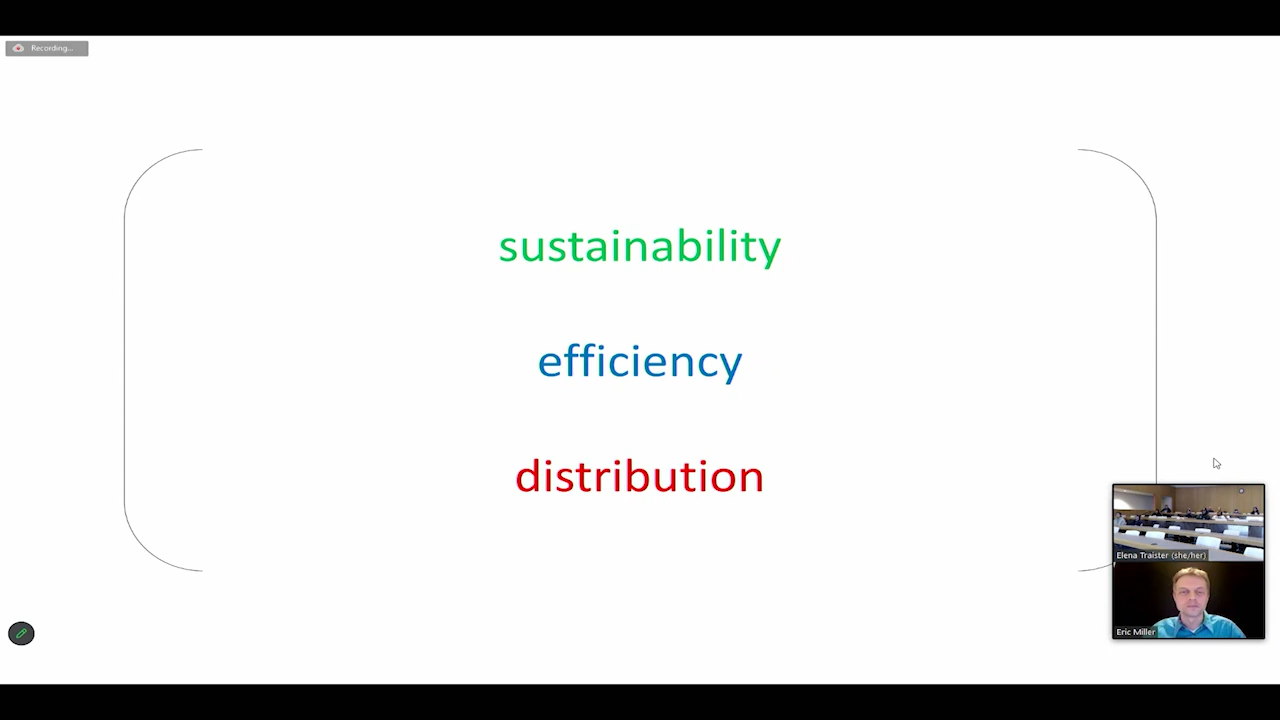 Recording...
sustainability
efficiency
distribution
Elena Traister (she/her)
Eric Miller